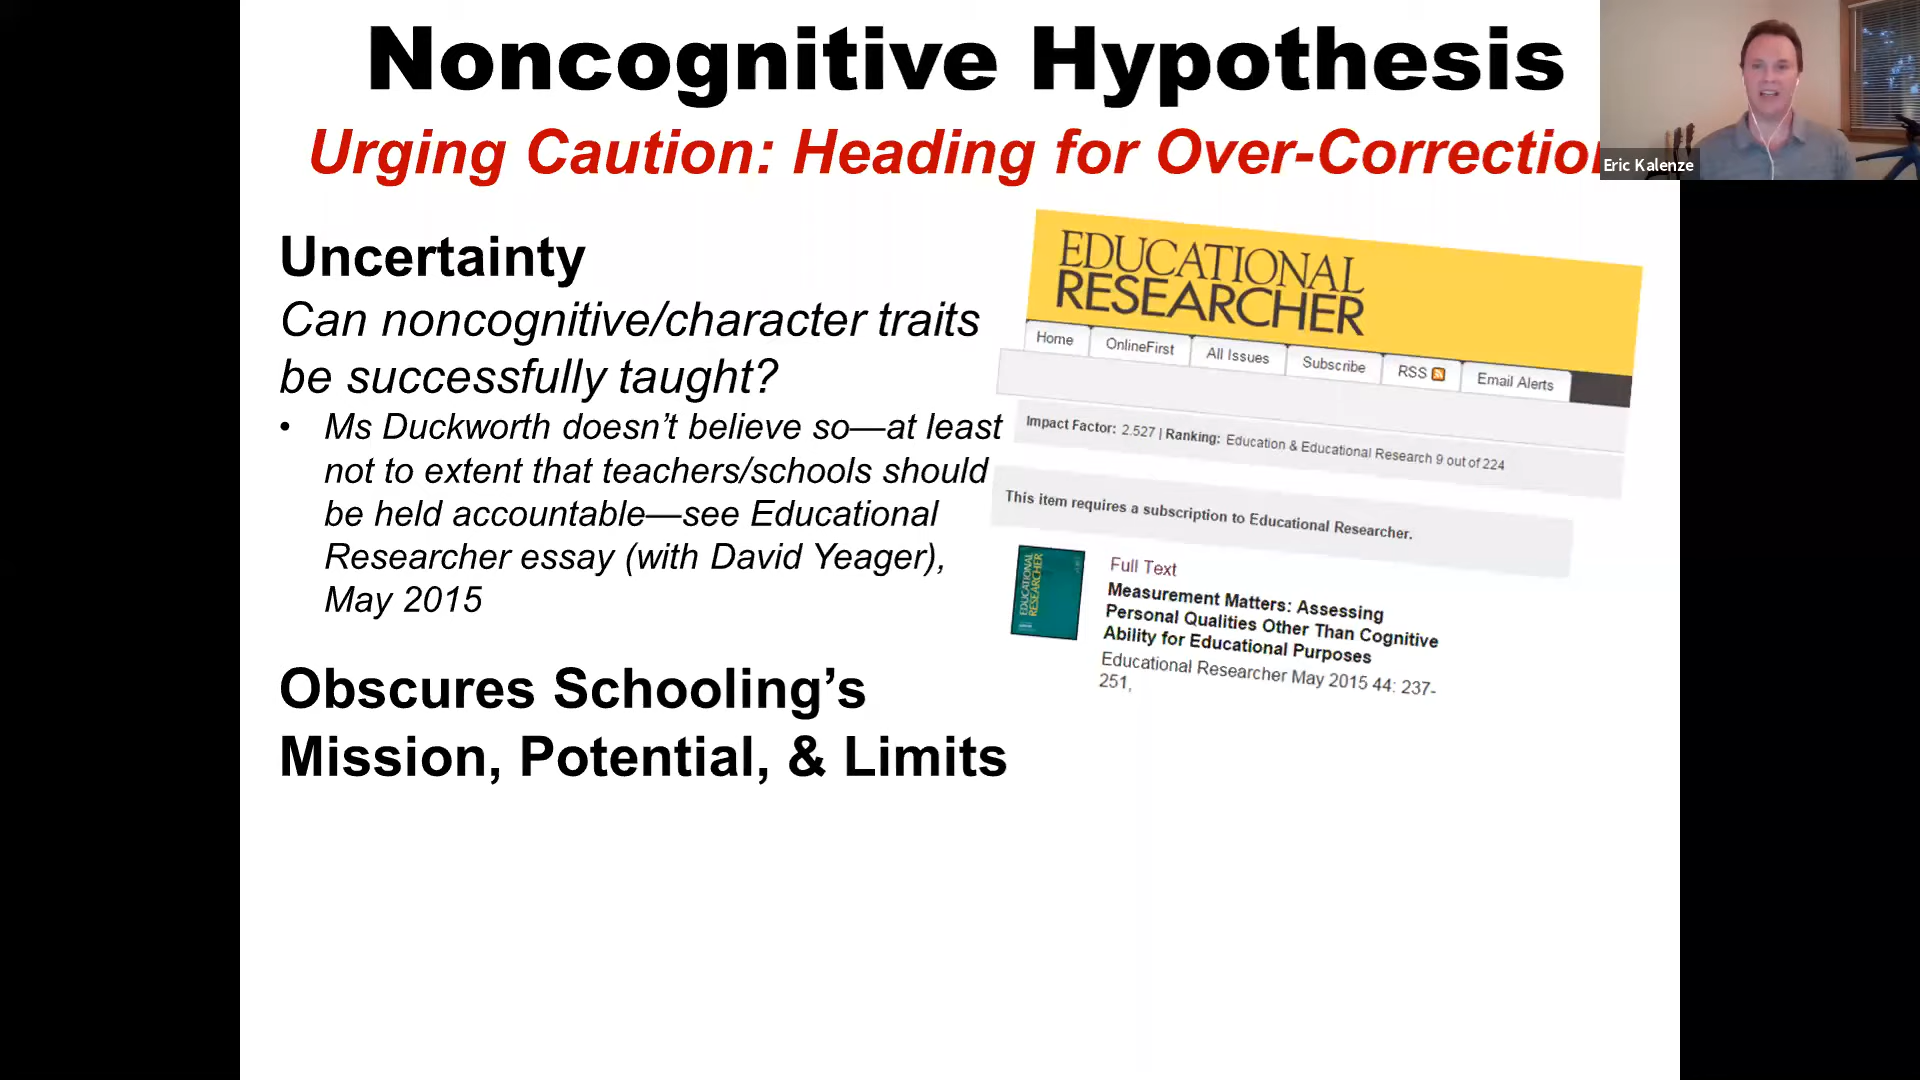 Noncognitive Hypothesis
Urging Caution: Heading for Over-Correction
Eric Kalenze
Uncertainty
Can noncognitive/character traits
be successfully taught?
• Ms Duckworth doesn’t believe so—at least
not to extent that teachers/schools should
be held accountable—see Educational
Researcher essay (with David Yeager),
May 2015
Obscures Schooling’s
Mission, Potential, & Limits
EDUCATIONAL
RESEARCHER
Home OnlineFirst All Issues Subscribe RSS Email Alerts
Impact Factor: 2.527 | Ranking: Education & Educational Research 9 out of 224
This item requires a subscription to Educational Researcher.
EDUCATIONAL
RESEARCHER
Full Text
Measurement Matters: Assessing
Personal Qualities Other Than Cognitive
Ability for Educational Purposes
Educational Researcher May 2015 44: 237-
251,